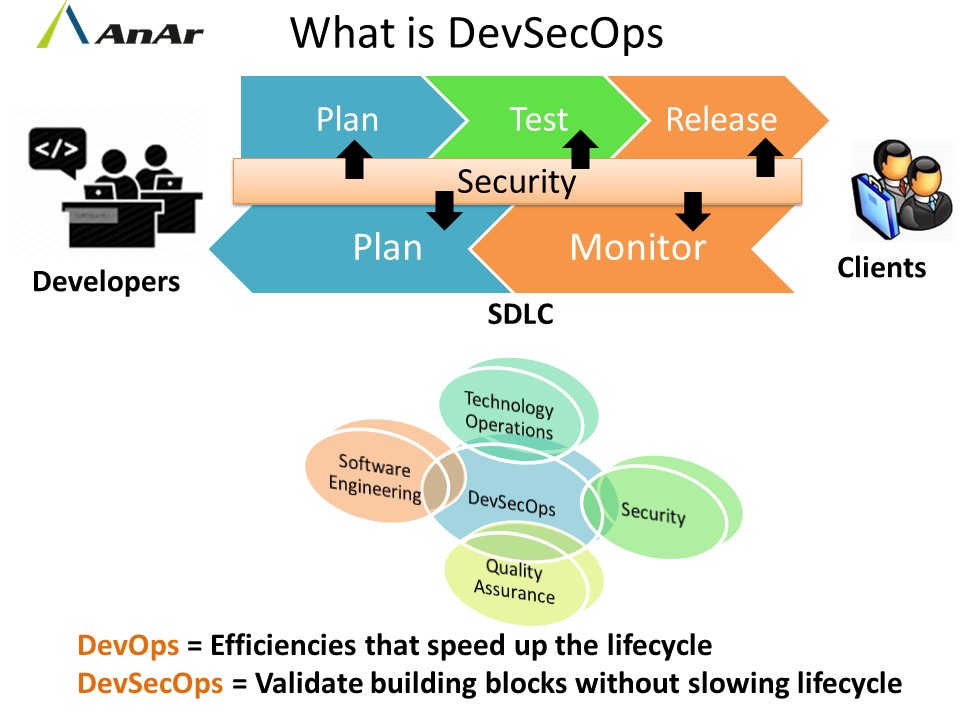 AnAr
What is DevSecOps
Plan
Test
Release
</>
Security
Plan
Monitor
Developers
Clients
SDLC
Technology
Operations
Software
Engineering
DevSecOps
Security
Quality
Assurance
DevOps = Efficiencies that speed up the lifecycle
DevSecOps = Validate building blocks without slowing lifecycle